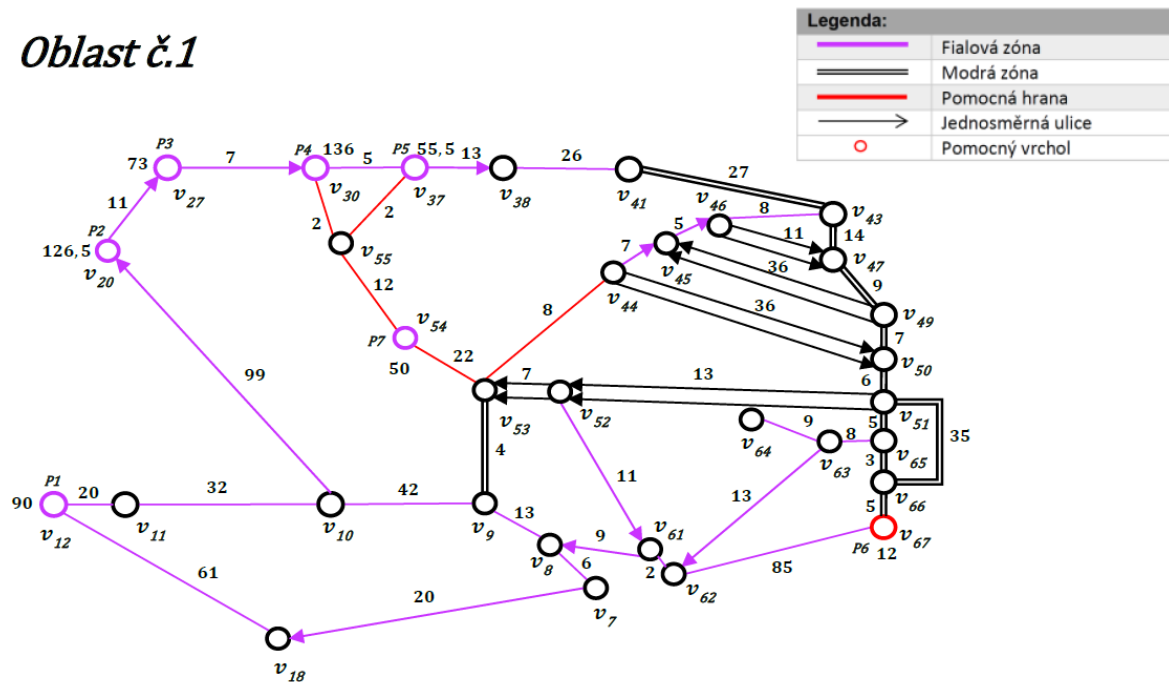 Oblast č.1
Legenda:
Fialová zóna
Modrá zóna
Pomocná hrana
Jednosměrná ulice
Pomocný vrchol
P3
73
v27
7
P4
136
v30
5
P5
55,5
v37
13
v38
26
v41
27
v43
11
P2
126,5
v20
2
2
v55
12
v54
P7
50
22
8
v46
8
5
7
v45
v44
11
14
v47
36
9
36
v49
7
v50
6
99
7
13
v53
v52
v51
4
9
v64
8
v63
5
v65
3
35
v66
5
P1
90
20
v12
v11
32
v10
42
v9
11
13
13
v61
9
v8
2
v62
85
P6
12
v67
6
v7
61
20
v18